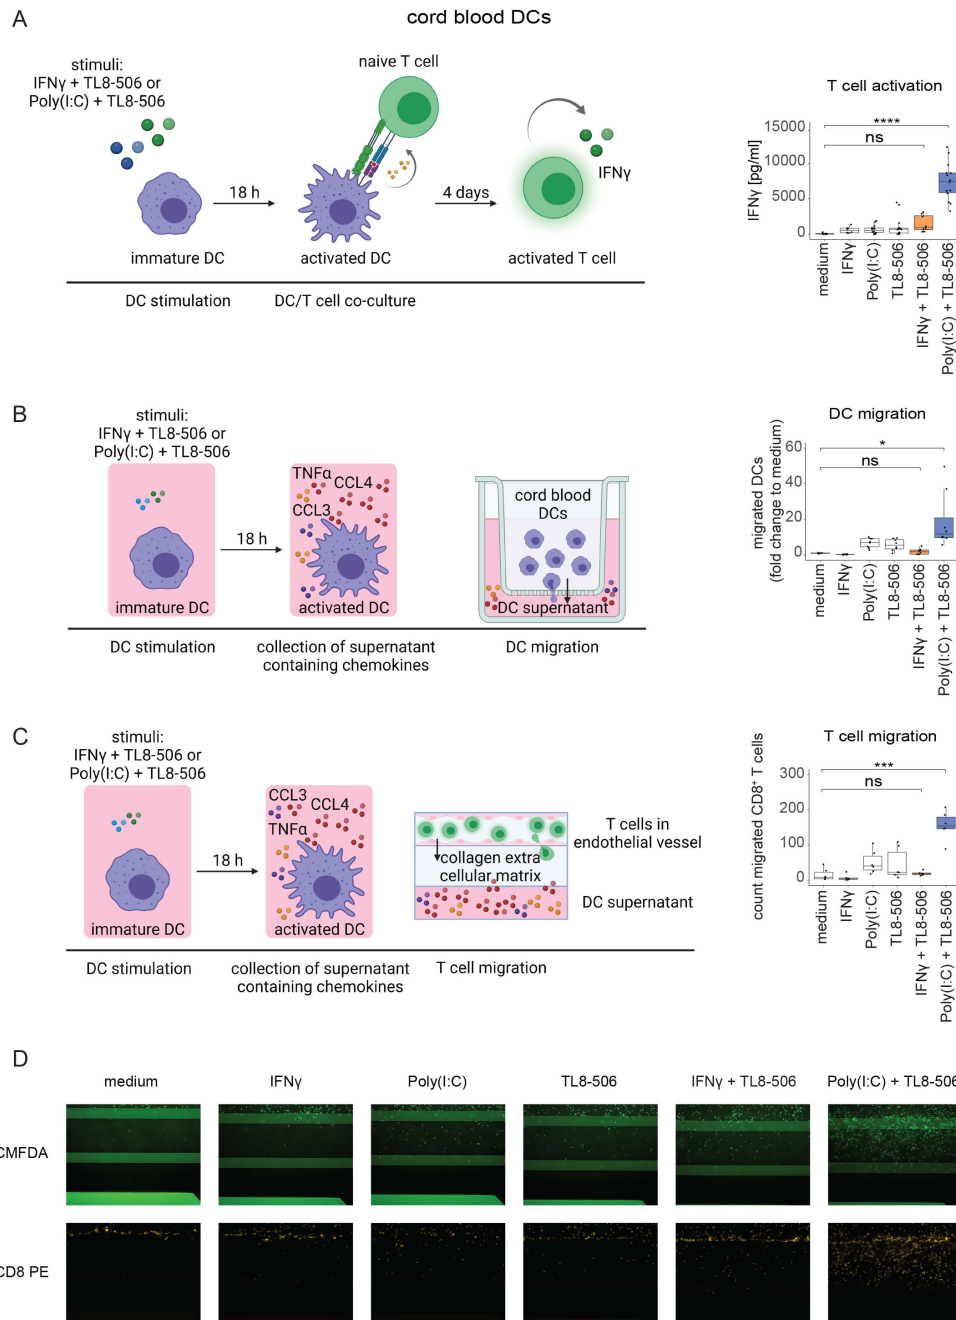 A
cord blood DCs
stimuli:
IFNγ + TL8-506 or
Poly(I:C) + TL8-506
naive T cell
18 h
4 days
IFNγ
immature DC
activated DC
activated T cell
DC stimulation
DC/T cell co-culture
T cell activation
IFNγ [pg/ml]
15000
10000
5000
0
****
ns
medium
IFNγ
Poly(I:C)
TL8-506
IFNγ + TL8-506
Poly(I:C) + TL8-506
B
stimuli:
IFNγ + TL8-506 or
Poly(I:C) + TL8-506
18 h
TNFα
CCL4
CCL3
immature DC
activated DC
cord blood
DCs
DC supernatant
DC stimulation
collection of supernatant
containing chemokines
DC migration
DC migration
migrated DCs
(fold change to medium)
60
40
20
0
*
ns
medium
IFNγ
Poly(I:C)
TL8-506
IFNγ + TL8-506
Poly(I:C) + TL8-506
C
stimuli:
IFNγ + TL8-506 or
Poly(I:C) + TL8-506
18 h
CCL3
CCL4
TNFα
immature DC
activated DC
collagen extra
cellular matrix
T cells in
endothelial vessel
DC supernatant
DC stimulation
collection of supernatant
containing chemokines
T cell migration
T cell migration
count migrated CD8⁺ T cells
300
200
100
0
***
ns
medium
IFNγ
Poly(I:C)
TL8-506
IFNγ + TL8-506
Poly(I:C) + TL8-506
D
medium
IFNγ
Poly(I:C)
TL8-506
IFNγ + TL8-506
Poly(I:C) + TL8-506
CMFDA
CD8 PE